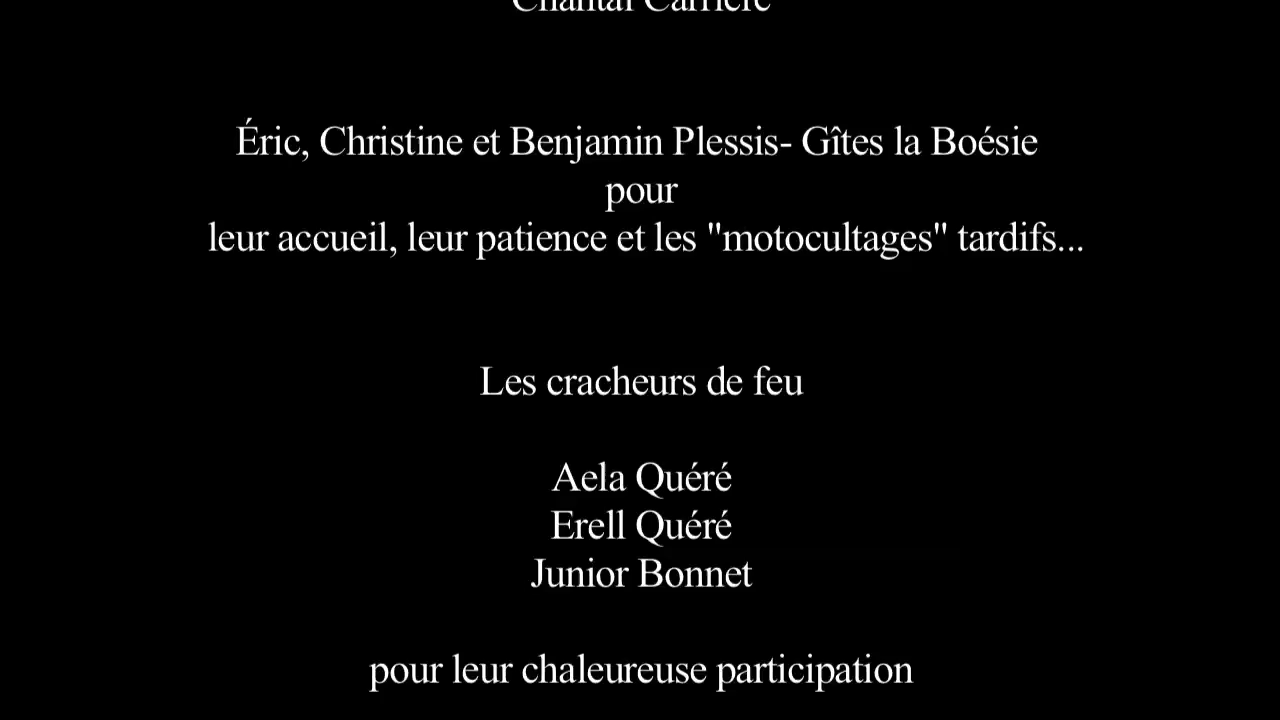 Chantal Carrière
Éric, Christine et Benjamin Plessis- Gîtes la Boésie
pour
leur accueil, leur patience et les "motocultages" tardifs...
Les cracheurs de feu
Aela Quéré
Erell Quéré
Junior Bonnet
pour leur chaleureuse participation